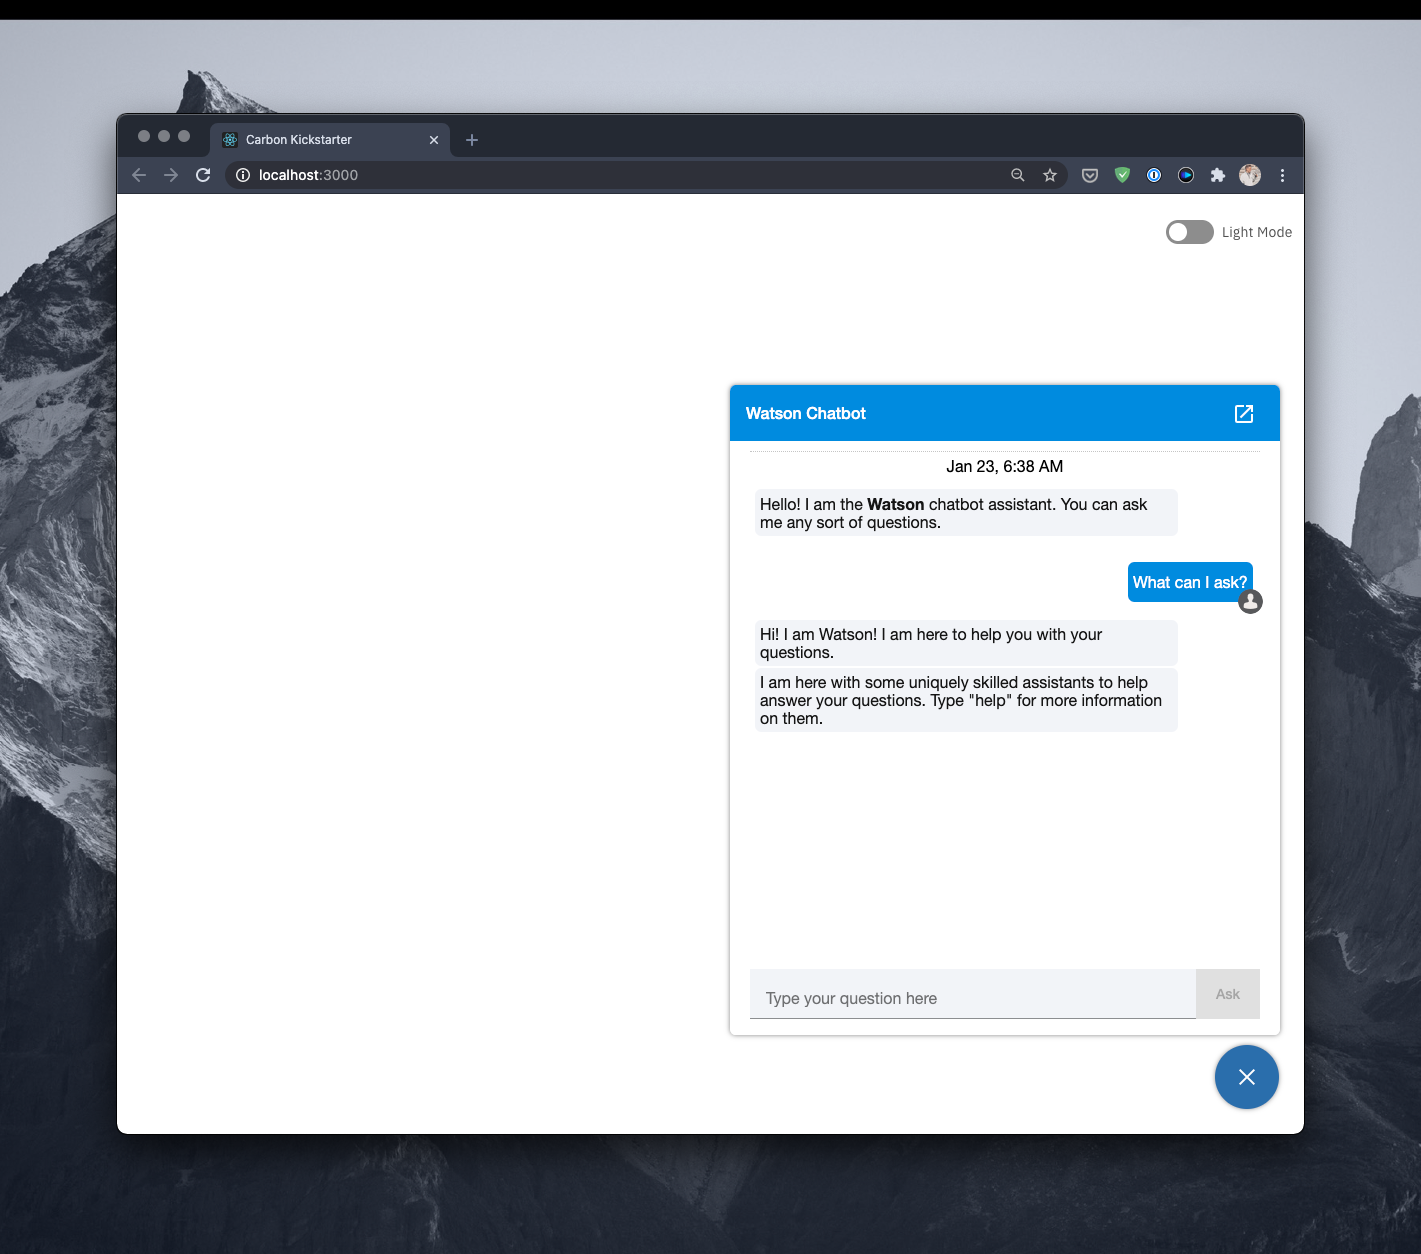 Carbon Kickstarter
localhost:3000
Light Mode
Watson Chatbot
Jan 23, 6:38 AM
Hello! I am the Watson chatbot assistant. You can ask
me any sort of questions.
What can I ask?
Hi! I am Watson! I am here to help you with your
questions.
I am here with some uniquely skilled assistants to help
answer your questions. Type "help" for more information
on them.
Type your question here
Ask